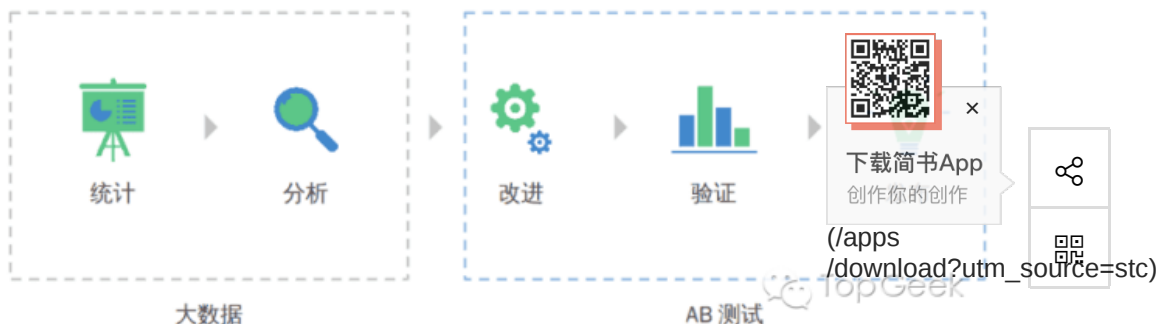 统计
分析
改进
验证
下载简书App
创作你的创作
(/apps
/download?utm_source=stc)
TopGeek
大数据
AB 测试